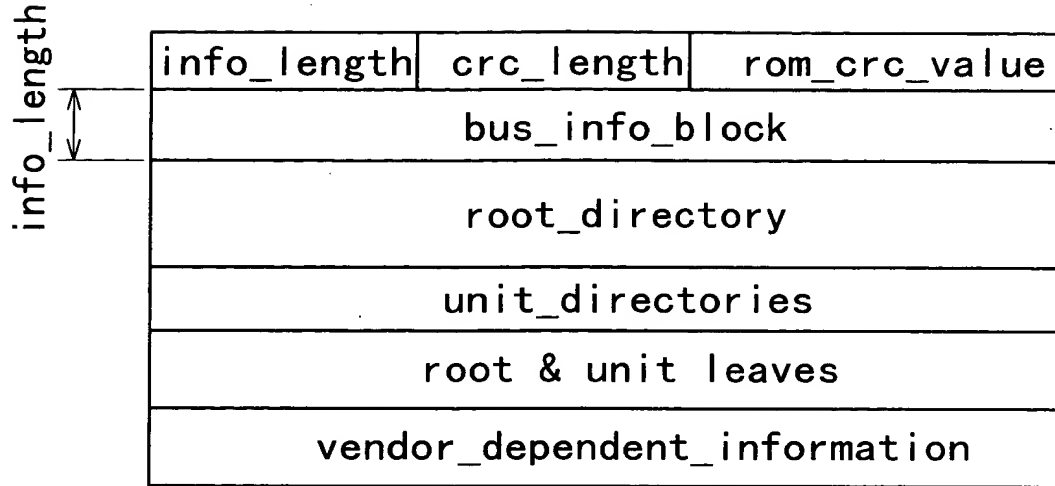 info_length
info_length crc_length rom_crc_value
bus_info_block
root_directory
unit_directories
root & unit leaves
vendor_dependent_information